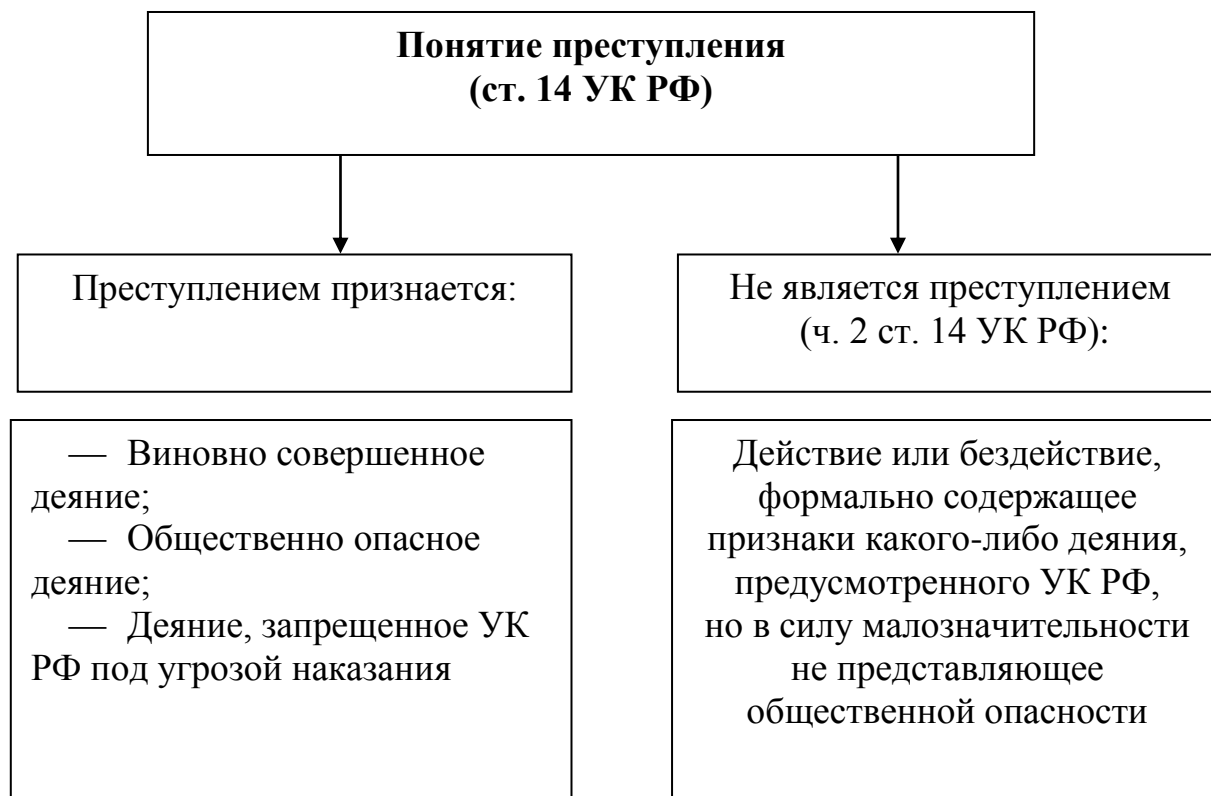 Понятие преступления
(ст. 14 УК РФ)
Преступлением признается:
Не является преступлением
(ч. 2 ст. 14 УК РФ):
— Виновно совершенное
деяние;
— Общественно опасное
деяние;
— Деяние, запрещенное УК
РФ под угрозой наказания
Действие или бездействие,
формально содержащее
признаки какого-либо деяния,
предусмотренного УК РФ,
но в силу малозначительности
не представляющее
общественной опасности